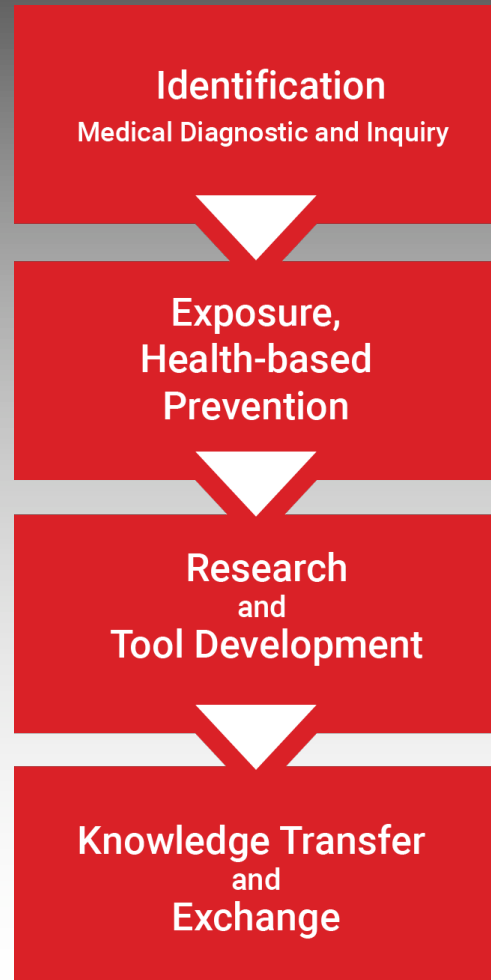 Identification
Medical Diagnostic and Inquiry
Exposure,
Health-based
Prevention
Research
and
Tool Development
Knowledge Transfer
and
Exchange